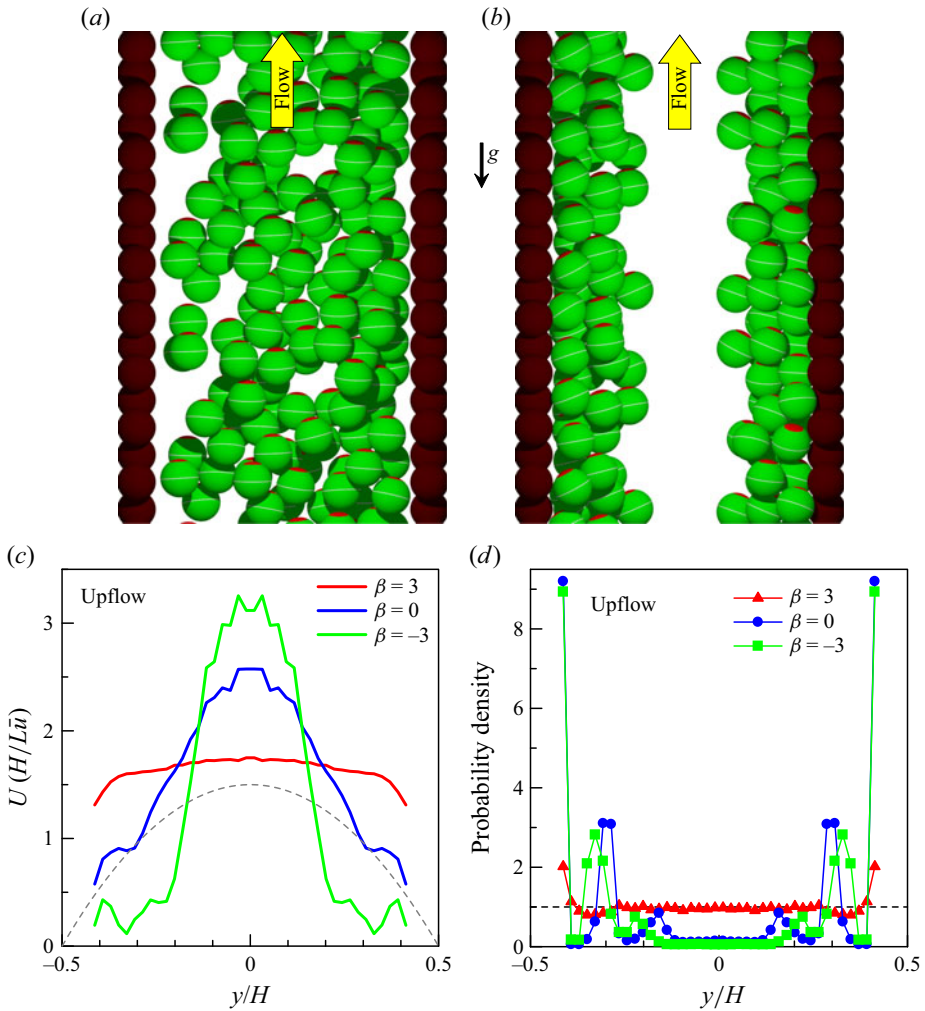 (a)
(b)
Flow
Flow
g
(c)
(d)
Upflow
β = 3
β = 0
β = –3
U (H/Lū)
3
2
1
0
–0.5
0
0.5
y/H
Upflow
β = 3
β = 0
β = –3
Probability density
8
6
4
2
0
–0.5
0
0.5
y/H